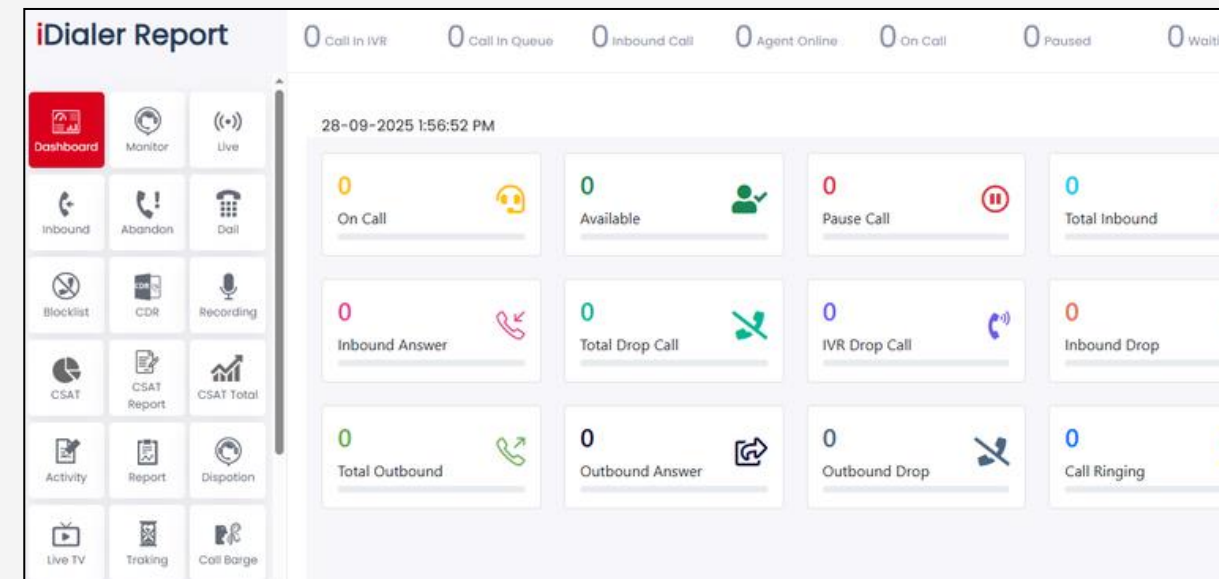 iDialer Report
0 Call In IVR 0 Call In Queue 0 Inbound Call 0 Agent Online 0 On Call 0 Paused 0
28-09-2025 1:56:52 PM
Dashboard Monitor Live
Inbound Abandon Dail
Blocklist CDR Recording
CSAT CSAT Report CSAT Total
Activity Report Dispotion
Live TV Traking Call Barge
0 On Call
0 Available
0 Pause Call
0 Total Inbound
0 Inbound Answer
0 Total Drop Call
0 IVR Drop Call
0 Inbound Drop
0 Total Outbound
0 Outbound Answer
0 Outbound Drop
0 Call Ringing